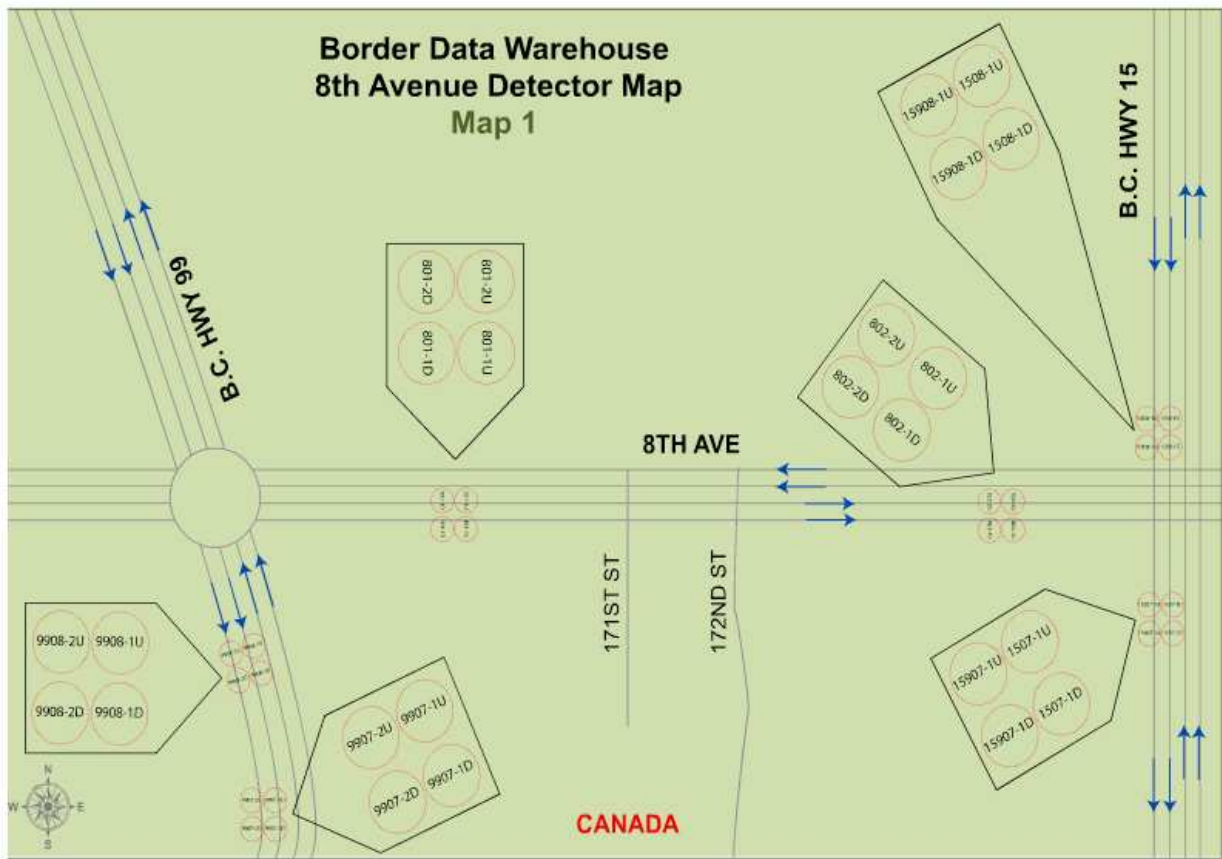 Border Data Warehouse
8th Avenue Detector Map
Map 1
B.C. HWY 99
B.C. HWY 15
15908-1U 1508-1U
15908-1D 1508-1D
801-2D 801-2U
801-1D 801-1U
802-2U 802-1U
802-2D 802-1D
8TH AVE
171ST ST
172ND ST
9908-2U 9908-1U
9908-2D 9908-1D
9907-2U 9907-1U
9907-2D 9907-1D
15907-1U 1507-1U
15907-1D 1507-1D
N
W E
S
CANADA